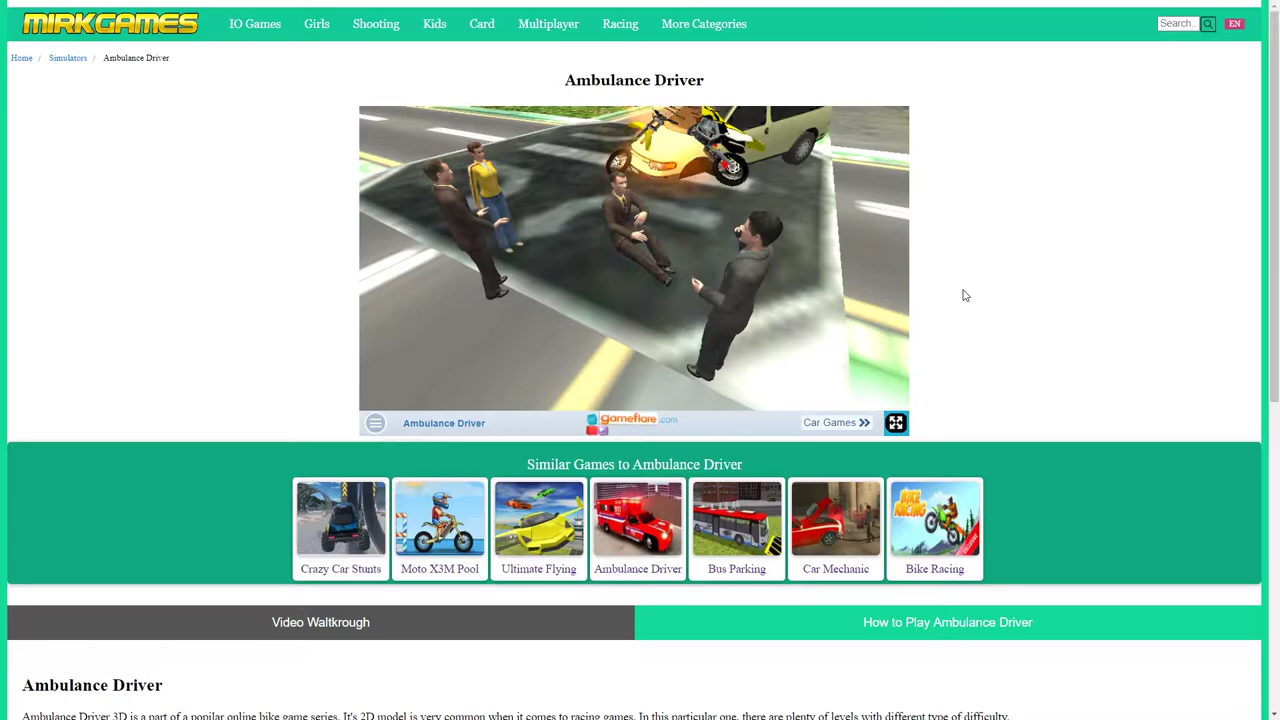 MIRKGAMES
IO Games Girls Shooting Kids Card Multiplayer Racing More Categories
Search..
EN
Home / Simulators / Ambulance Driver
Ambulance Driver
Ambulance Driver
gameflare.com
Car Games
Similar Games to Ambulance Driver
Crazy Car Stunts
Moto X3M Pool
Ultimate Flying
Ambulance Driver
Bus Parking
Car Mechanic
BIKE RACING
Bike Racing
Video Waltkrough
How to Play Ambulance Driver
Ambulance Driver
Ambulance Driver 3D is a part of a popilar online bike game series. It's 2D model is very common when it comes to racing games. In this particular one, there are plenty of levels with different type of difficulty.